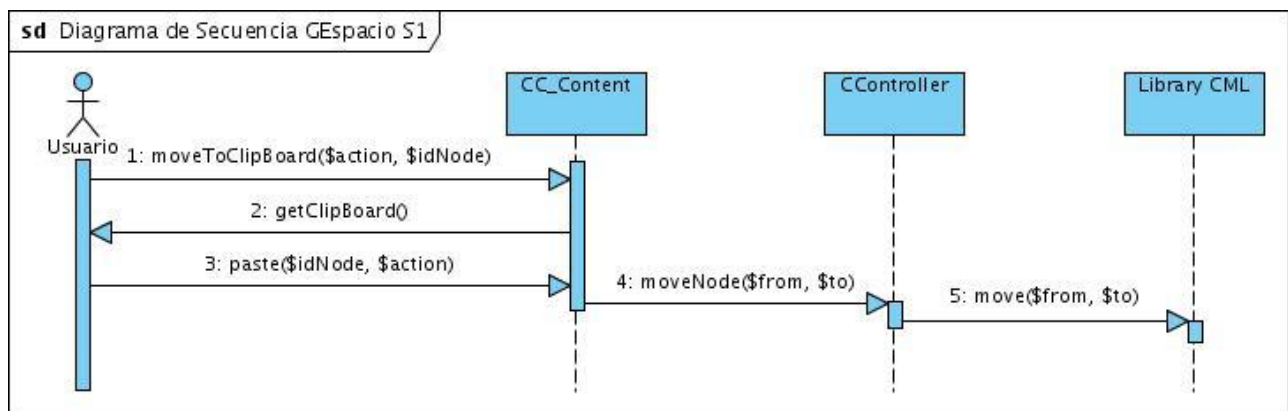 sd Diagrama de Secuencia GEspacio S1
CC_Content
CController
Library CML
Usuario
1: moveToClipBoard($action, $idNode)
2: getClipBoard()
3: paste($idNode, $action)
4: moveNode($from, $to)
5: move($from, $to)